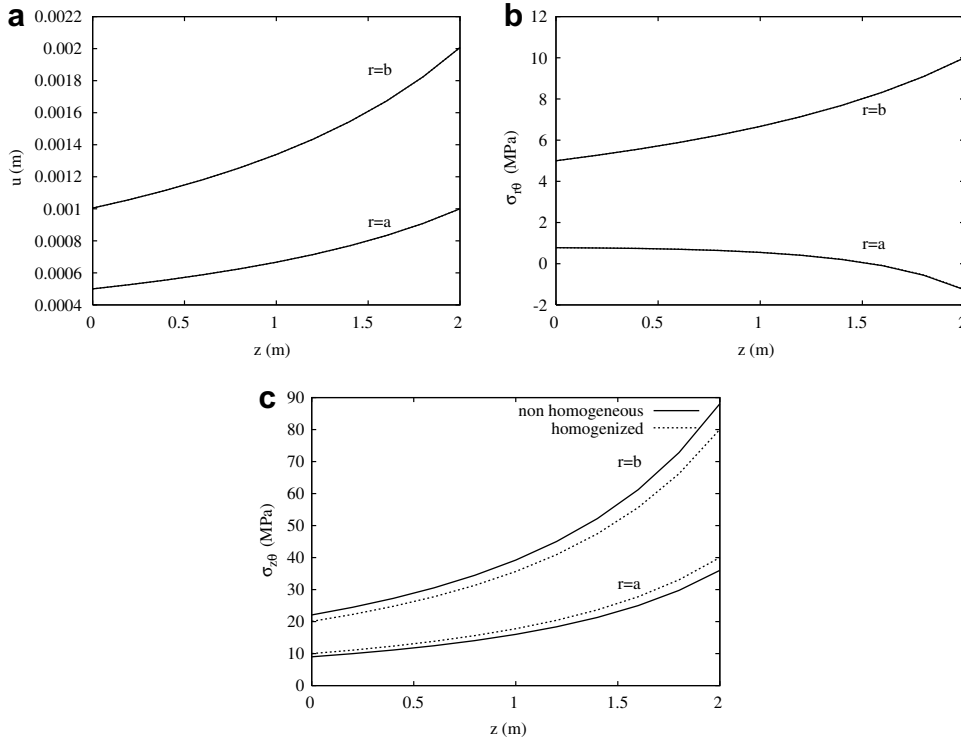 a
0.0022
0.002
0.0018
0.0016
0.0014
0.0012
0.001
0.0008
0.0006
0.0004
u (m)
r=b
r=a
0 0.5 1 1.5 2
z (m)
b
12
10
8
6
4
2
0
-2
σrθ (MPa)
r=b
r=a
0 0.5 1 1.5 2
z (m)
c
90
80
70
60
50
40
30
20
10
0
σzθ (MPa)
non homogeneous
homogenized
r=b
r=a
0 0.5 1 1.5 2
z (m)